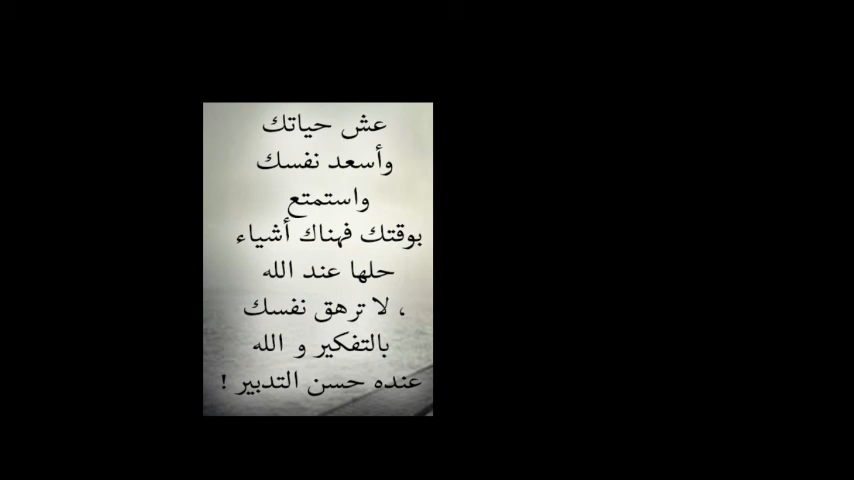 عش حياتك
وأسعد نفسك
واستمتع
بوقتك فهناك أشياء
حلها عند الله
، لا ترهق نفسك
بالتفكير و الله
عنده حسن التدبير !